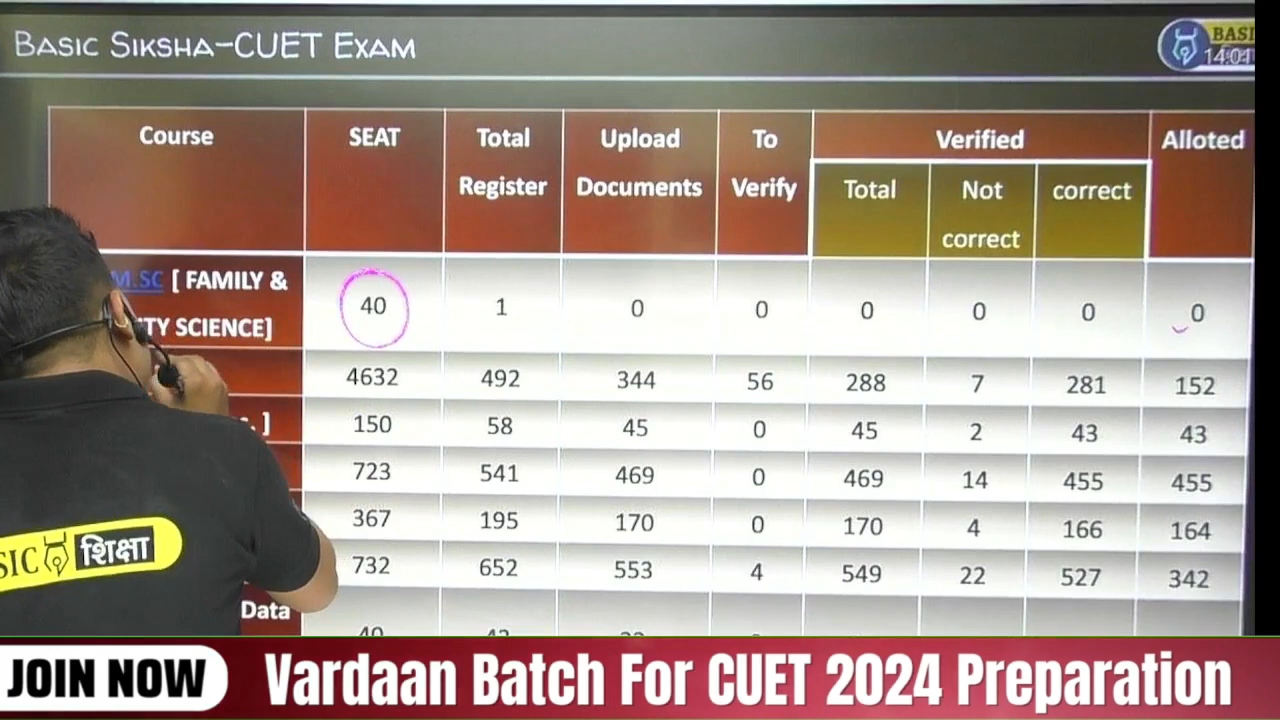 BASIC SIKSHA-CUET EXAM
BASI
14:01
Course SEAT Total Register Upload Documents To Verify Verified Alloted
Total Not correct correct
M.SC [ FAMILY &
ITY SCIENCE] 40 1 0 0 0 0 0 0
4632 492 344 56 288 7 281 152
. ] 150 58 45 0 45 2 43 43
723 541 469 0 469 14 455 455
367 195 170 0 170 4 166 164
732 652 553 4 549 22 527 342
Data
SIC शिक्षा
JOIN NOW Vardaan Batch For CUET 2024 Preparation